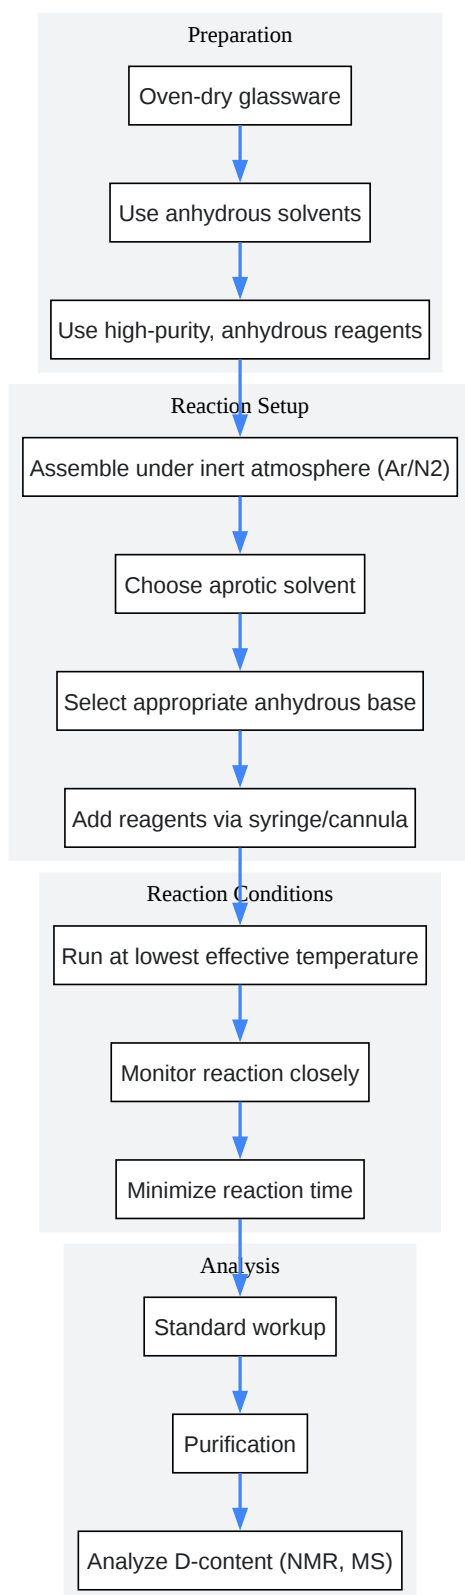 Preparation
Oven-dry glassware
Use anhydrous solvents
Use high-purity, anhydrous reagents
Reaction Setup
Assemble under inert atmosphere (Ar/N2)
Choose aprotic solvent
Select appropriate anhydrous base
Add reagents via syringe/cannula
Reaction Conditions
Run at lowest effective temperature
Monitor reaction closely
Minimize reaction time
Analysis
Standard workup
Purification
Analyze D-content (NMR, MS)